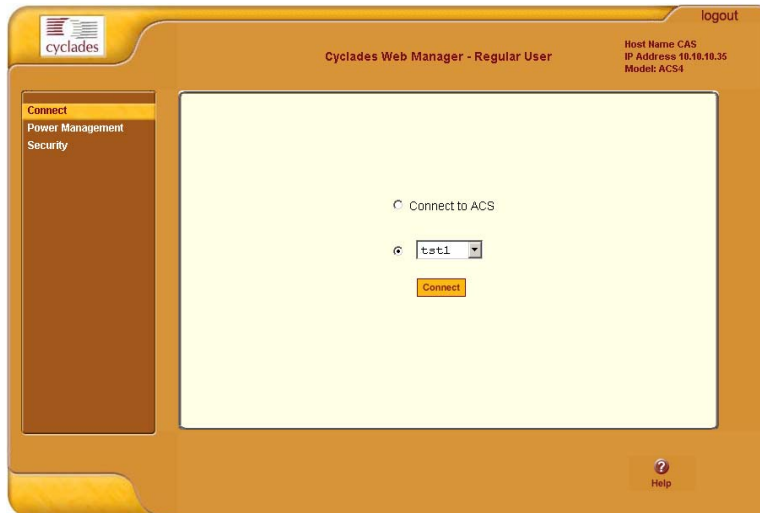 logout
cyclades
Cyclades Web Manager - Regular User
Host Name CAS
IP Address 10.10.10.35
Model: ACS4
Connect
Power Management
Security
Connect to ACS
tst1
Connect
?
Help